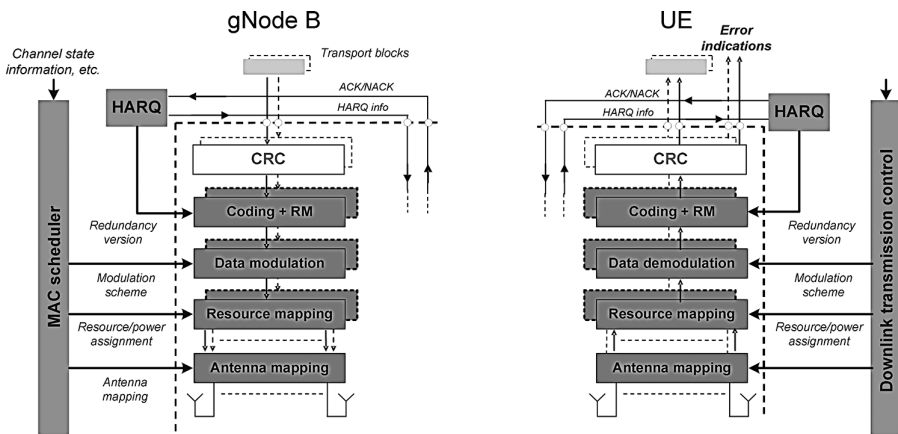 gNode B
UE
Channel state
information, etc.
Transport blocks
Error
indications
ACK/NACK
HARQ info
HARQ
ACK/NACK
HARQ info
HARQ
CRC
CRC
Coding + RM
Coding + RM
Redundancy
version
Redundancy
version
Data modulation
Data demodulation
Modulation
scheme
Modulation
scheme
Resource mapping
Resource mapping
Resource/power
assignment
Resource/power
assignment
Antenna mapping
Antenna mapping
Antenna
mapping
MAC scheduler
Downlink transmission control